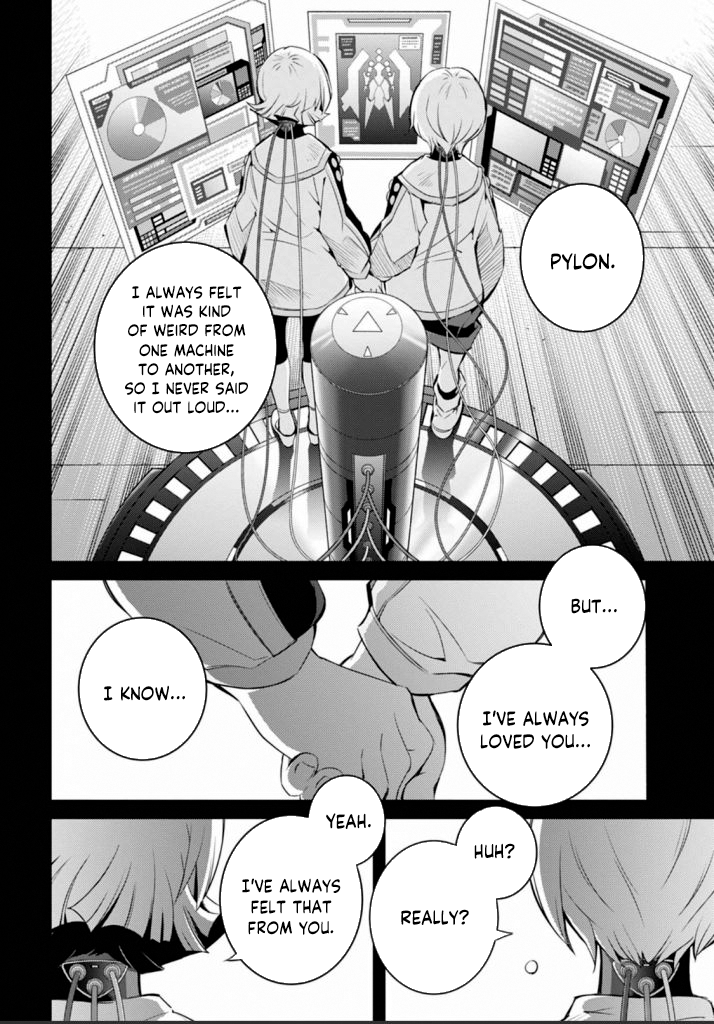 PYLON.
I ALWAYS FELT
IT WAS KIND
OF WEIRD FROM
ONE MACHINE
TO ANOTHER,
SO I NEVER SAID
IT OUT LOUD...
BUT...
I'VE ALWAYS
LOVED YOU...
I KNOW...
HUH?
REALLY?
YEAH.
I'VE ALWAYS
FELT THAT
FROM YOU.